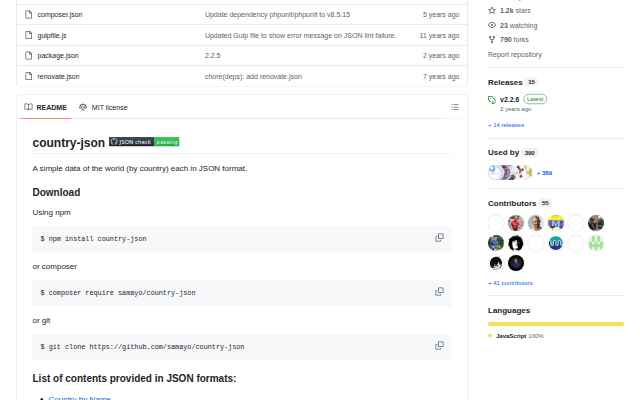 composer.json Update dependency phpunit/phpunit to v8.5.15 5 years ago
gulpfile.js Updated Gulp file to show error message on JSON lint failure. 11 years ago
package.json 2.2.5 2 years ago
renovate.json chore(deps): add renovate.json 7 years ago
README MIT license
country-json JSON check passing
A simple data of the world (by country) each in JSON format.
Download
Using npm
$ npm install country-json
or composer
$ composer require samayo/country-json
or git
$ git clone https://github.com/samayo/country-json
List of contents provided in JSON formats:
Country by Name
1.2k stars
23 watching
790 forks
Report repository
Releases 15
v2.2.6 Latest
2 years ago
+ 14 releases
Used by 390
+ 389
Contributors 55
+ 41 contributors
Languages
JavaScript 100%